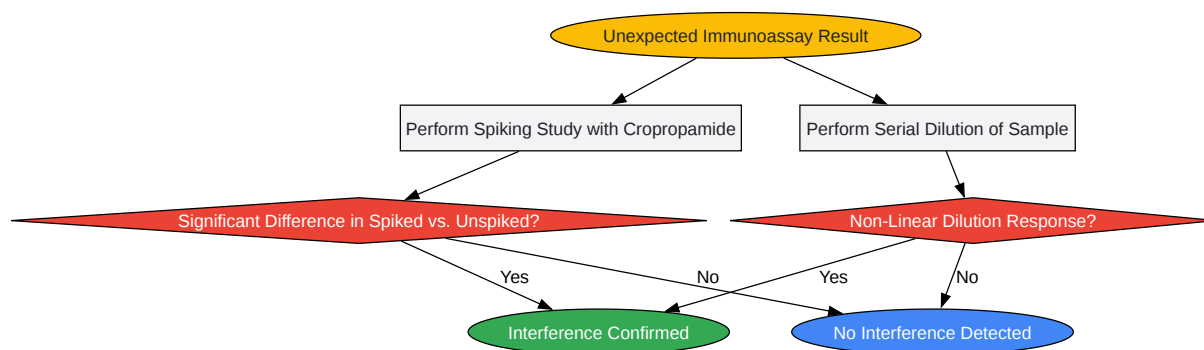 Unexpected Immunoassay Result
Perform Spiking Study with Cropropamide
Perform Serial Dilution of Sample
Significant Difference in Spiked vs. Unspiked?
Non-Linear Dilution Response?
Yes
No
Yes
No
Interference Confirmed
No Interference Detected